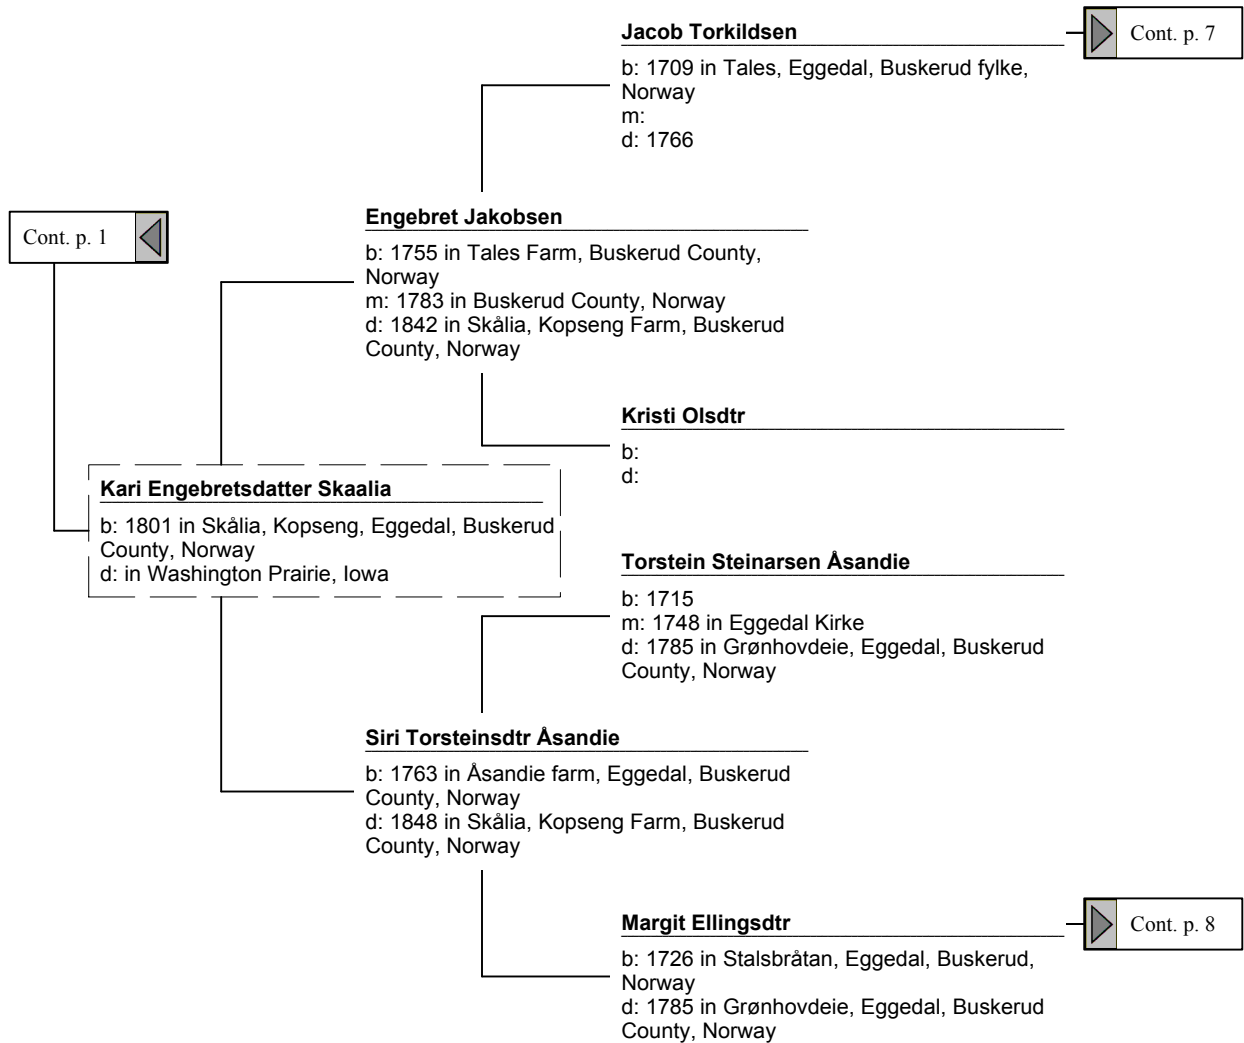 Jacob Torkildsen
Cont. p. 7
b: 1709 in Tales, Eggedal, Buskerud fylke,
Norway
m:
d: 1766
Engebret Jakobsen
Cont. p. 1
b: 1755 in Tales Farm, Buskerud County,
Norway
m: 1783 in Buskerud County, Norway
d: 1842 in Skålia, Kopseng Farm, Buskerud
County, Norway
Kristi Olsdtr
b:
d:
Kari Engebretsdatter Skaalia
b: 1801 in Skålia, Kopseng, Eggedal, Buskerud
County, Norway
d: in Washington Prairie, Iowa
Torstein Steinarsen Åsandie
b: 1715
m: 1748 in Eggedal Kirke
d: 1785 in Grønhovdeie, Eggedal, Buskerud
County, Norway
Siri Torsteinsdtr Åsandie
b: 1763 in Åsandie farm, Eggedal, Buskerud
County, Norway
d: 1848 in Skålia, Kopseng Farm, Buskerud
County, Norway
Margit Ellingsdtr
Cont. p. 8
b: 1726 in Stalsbråtan, Eggedal, Buskerud,
Norway
d: 1785 in Grønhovdeie, Eggedal, Buskerud
County, Norway